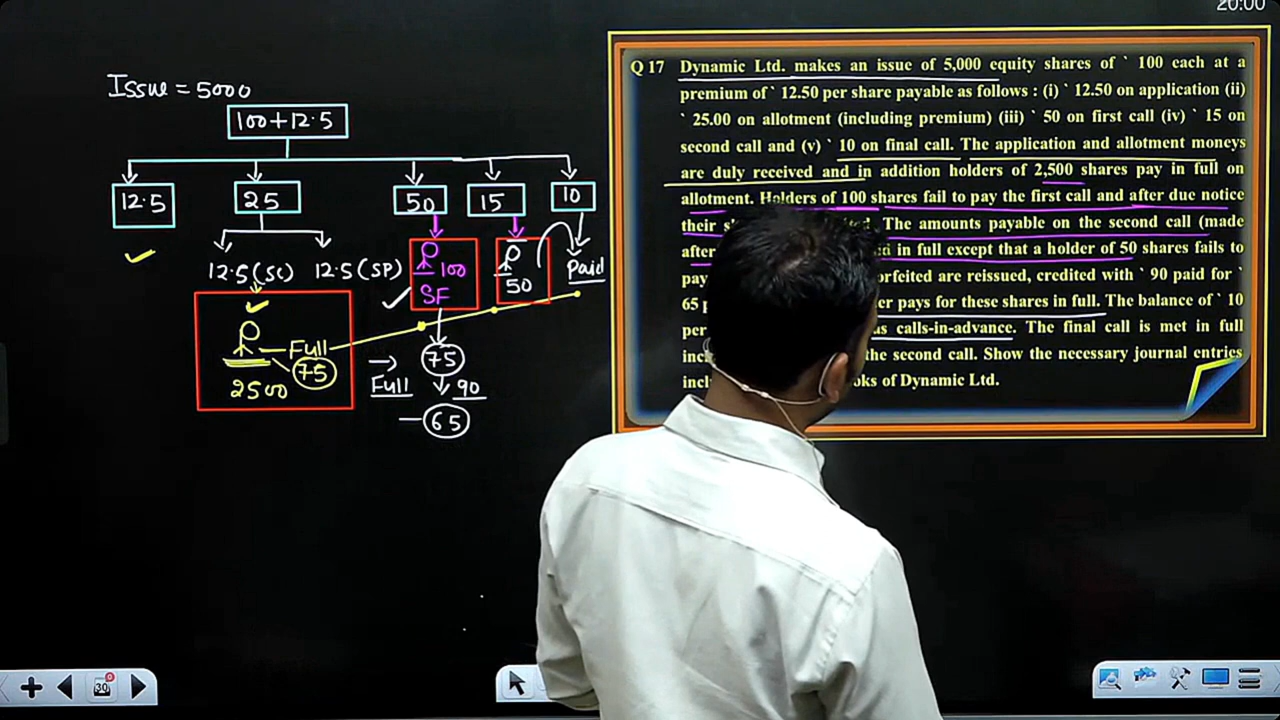 20:00
Issue = 5000
100+12.5
12.5
25
50
15
10
12.5(SC)
12.5(SP)
100
SF
50
Paid
Full
75
2500
75
Full
90
65
Q 17 Dynamic Ltd. makes an issue of 5,000 equity shares of ` 100 each at a
premium of ` 12.50 per share payable as follows : (i) ` 12.50 on application (ii)
` 25.00 on allotment (including premium) (iii) ` 50 on first call (iv) ` 15 on
second call and (v) ` 10 on final call. The application and allotment moneys
are duly received and in addition holders of 2,500 shares pay in full on
allotment. Holders of 100 shares fail to pay the first call and after due notice
their The amounts payable on the second call (made
after in full except that a holder of 50 shares fails to
pay are reissued, credited with ` 90 paid for `
65 pays for these shares in full. The balance of ` 10
per as calls-in-advance. The final call is met in full
the second call. Show the necessary journal entries
of Dynamic Ltd.
30